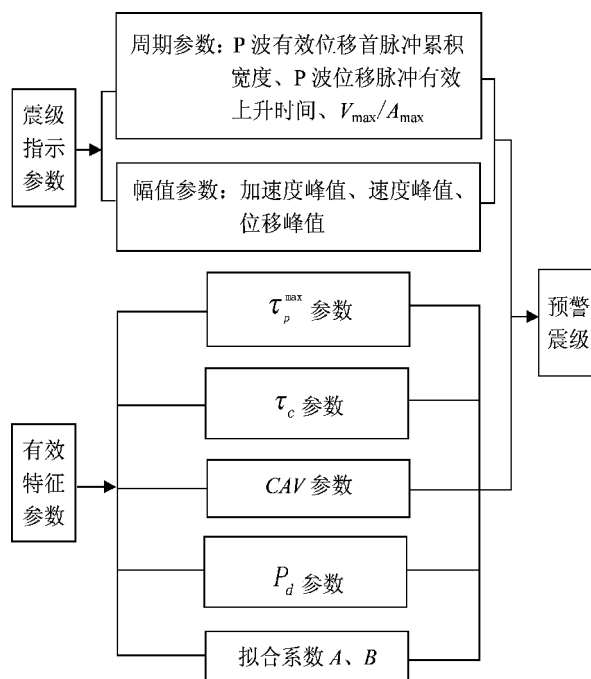 周期参数：P 波有效位移首脉冲累积
宽度、P 波位移脉冲有效
上升时间、Vmax/Amax
震级
指示
参数
幅值参数：加速度峰值、速度峰值、
位移峰值
τp^max 参数
预警
震级
τc 参数
有效
特征
参数
CAV 参数
Pd 参数
拟合系数 A、B